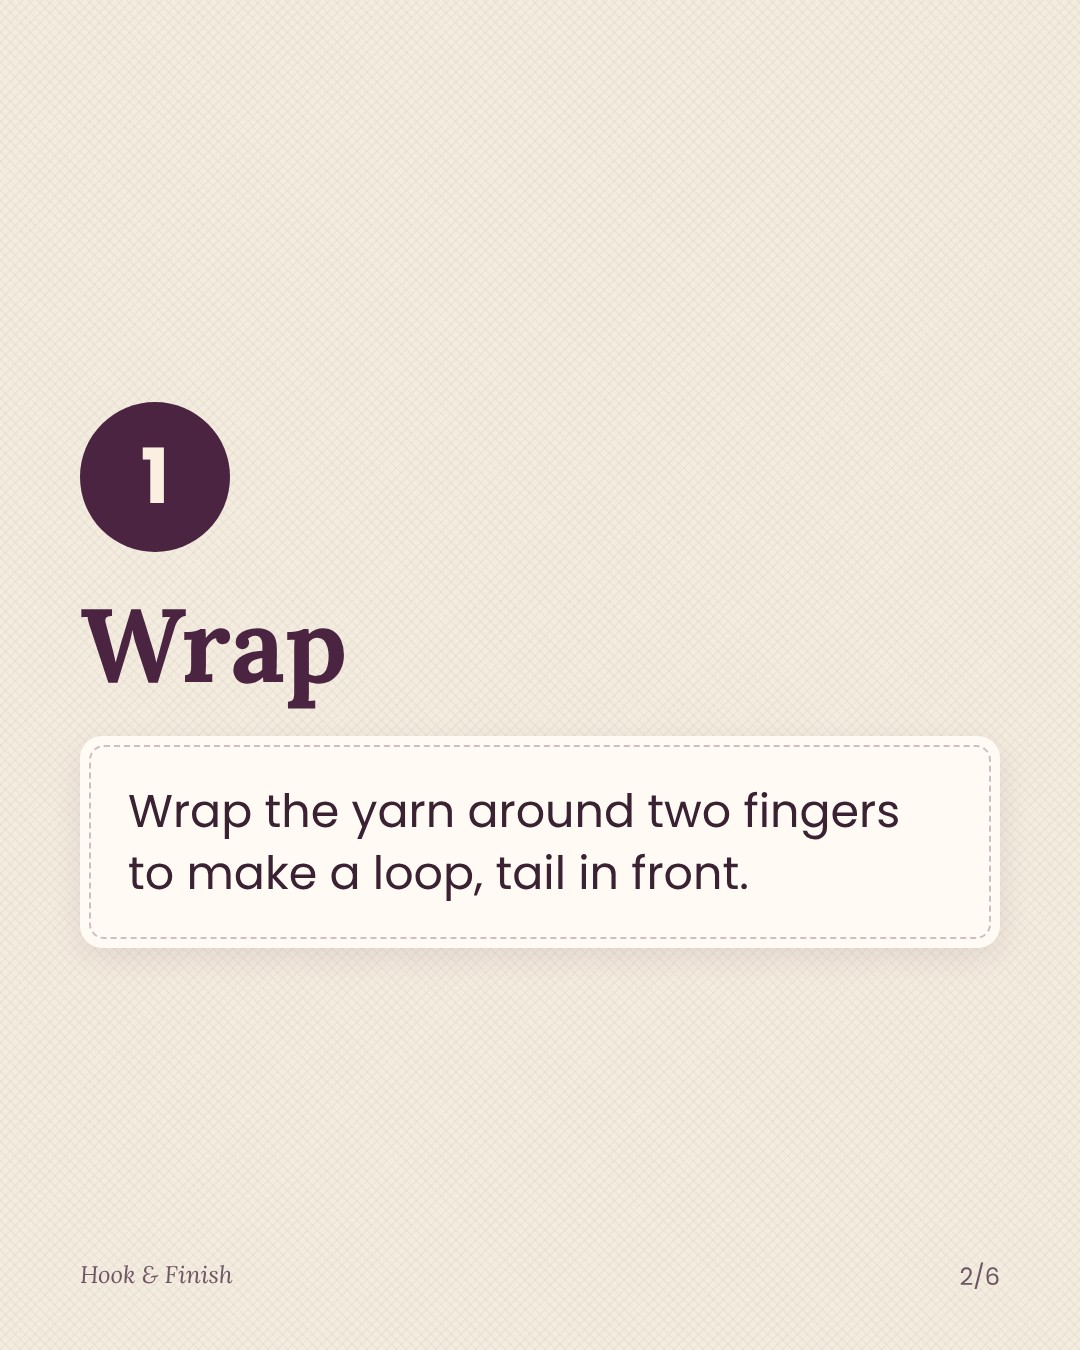 1
Wrap
Wrap the yarn around two fingers
to make a loop, tail in front.
Hook & Finish
2/6